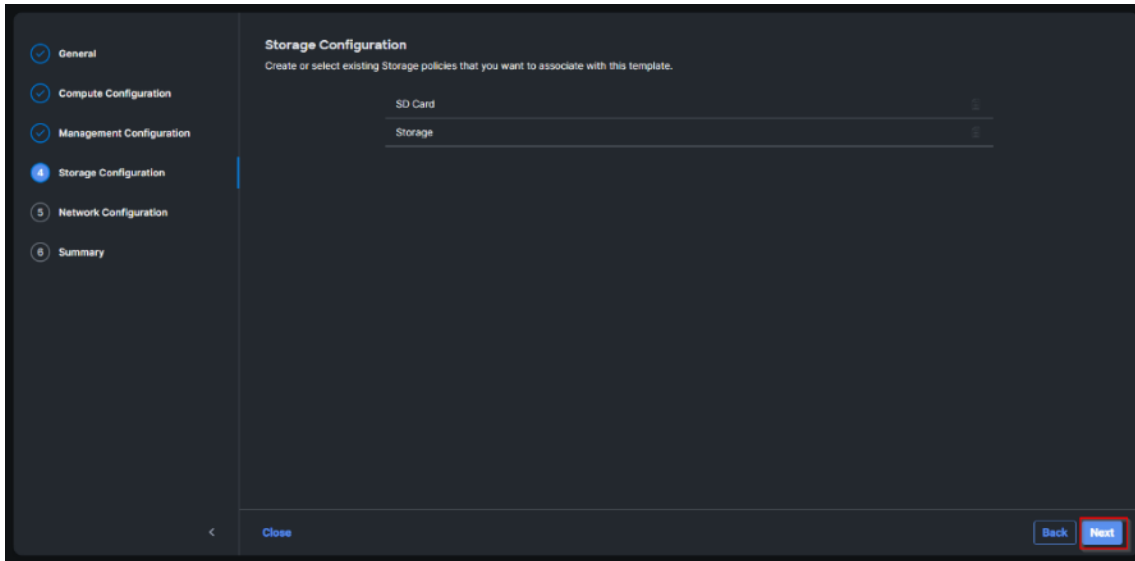 General
Compute Configuration
Management Configuration
4 Storage Configuration
5 Network Configuration
6 Summary
Storage Configuration
Create or select existing Storage policies that you want to associate with this template.
SD Card
Storage
Close
Back
Next